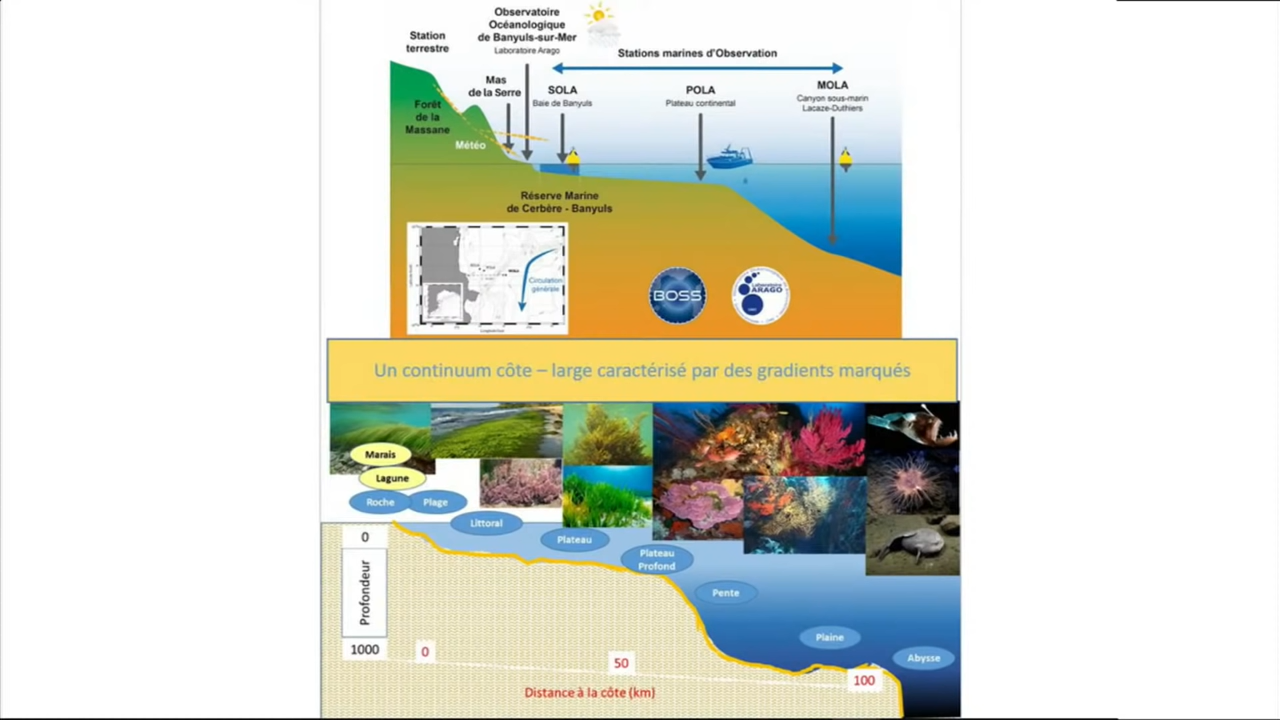 Observatoire
Océanologique
de Banyuls-sur-Mer
Laboratoire Arago
Station
terrestre
Stations marines d'Observation
Mas
de la Serre
SOLA
Baie de Banyuls
POLA
Plateau continental
MOLA
Canyon sous-marin
Lacaze-Duthiers
Forêt
de la
Massane
Météo
Réserve Marine
de Cerbère - Banyuls
Circulation
générale
BOSS
Laboratoire
ARAGO
Un continuum côte – large caractérisé par des gradients marqués
Marais
Lagune
Roche
Plage
Littoral
Plateau
Plateau
Profond
Pente
Plaine
Abysse
0
Profondeur
1000
0
50
100
Distance à la côte (km)